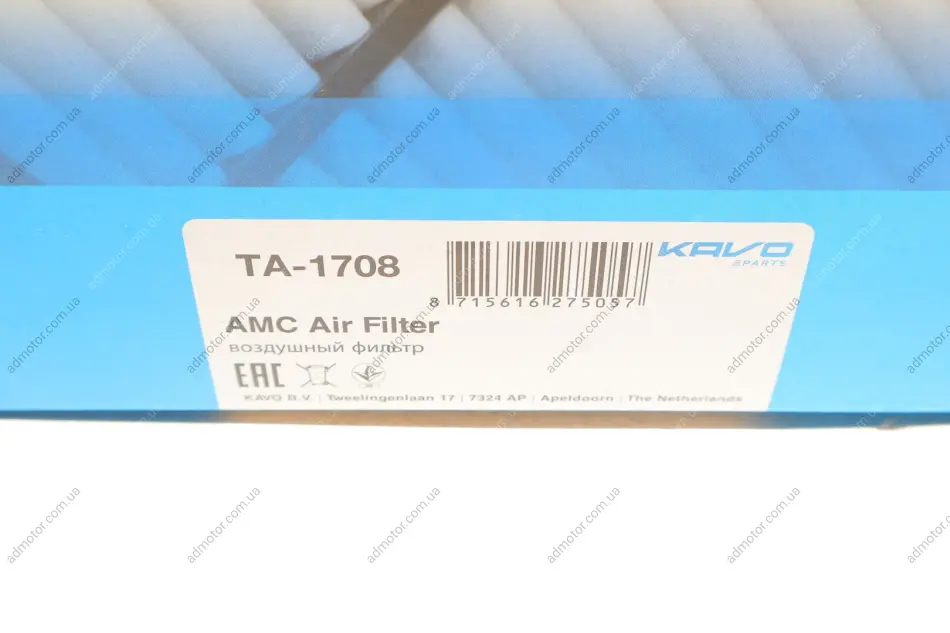 TA-1708
8 715616 275057
KAVO
PARTS
AMC Air Filter
воздушный фильтр
EAC
KAVO B.V. | Tweelingenlaan 17 | 7324 AP | Apeldoorn | The Netherlands
admotor.com.ua